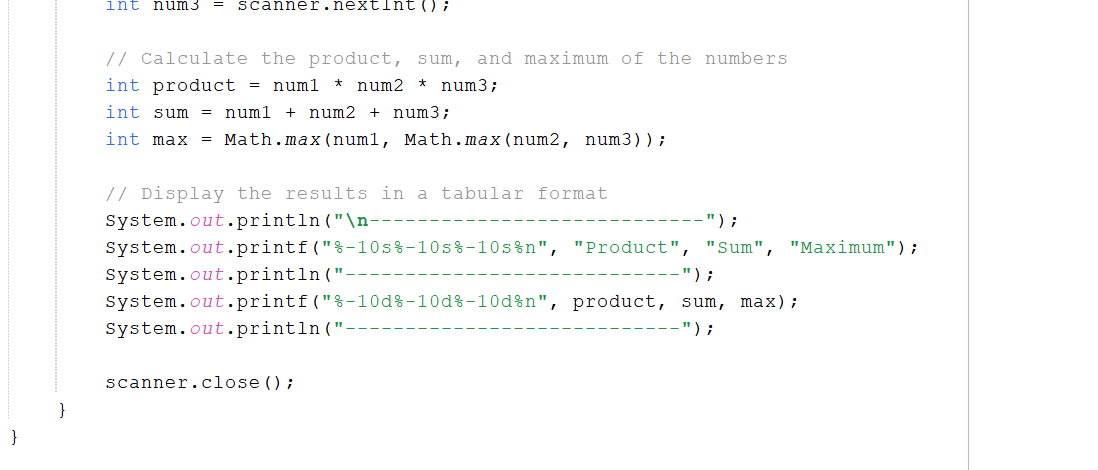 int num3 = scanner.nextInt();
// Calculate the product, sum, and maximum of the numbers
int product = num1 * num2 * num3;
int sum = num1 + num2 + num3;
int max = Math.max(num1, Math.max(num2, num3));
// Display the results in a tabular format
System.out.println("\n----------------------------");
System.out.printf("%-10s%-10s%-10s%n", "Product", "Sum", "Maximum");
System.out.println("----------------------------");
System.out.printf("%-10d%-10d%-10d%n", product, sum, max);
System.out.println("----------------------------");
scanner.close();
}
}